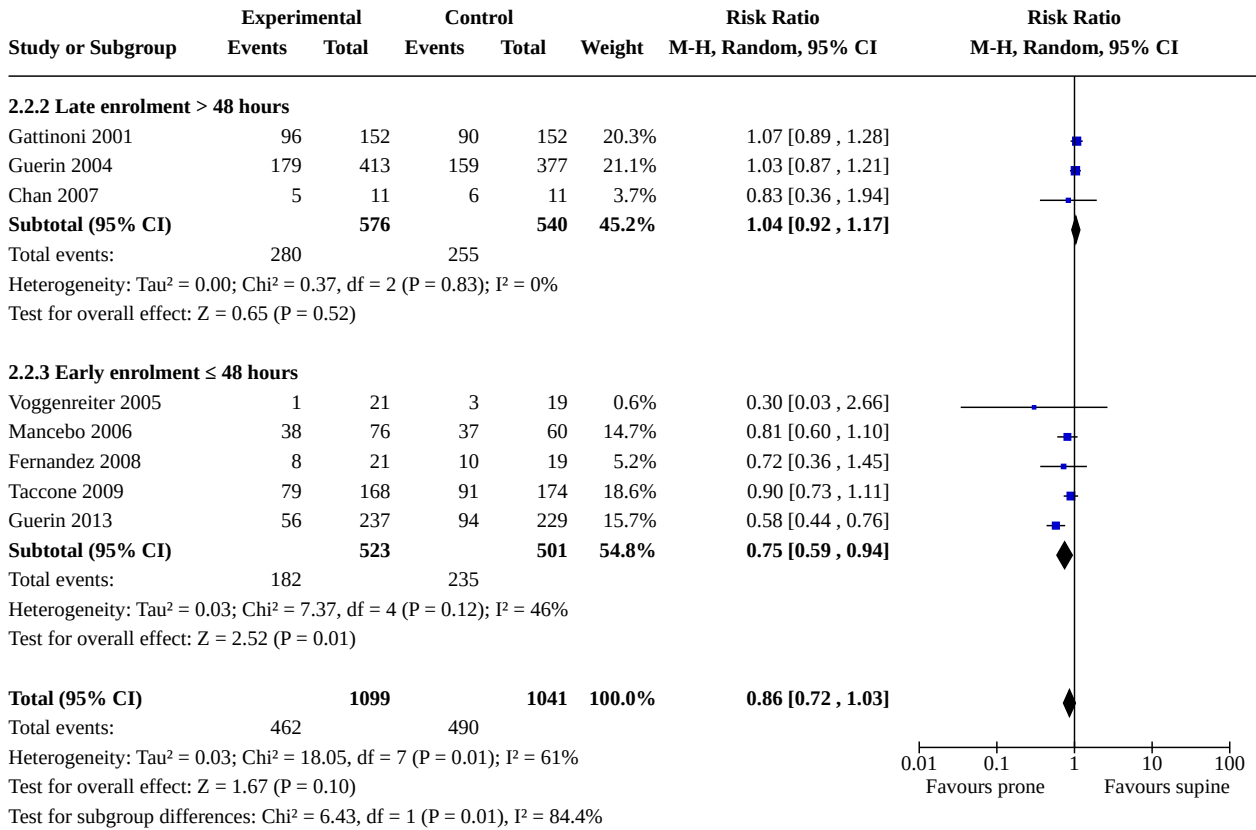 Experimental Control Risk Ratio Risk Ratio
Study or Subgroup Events Total Events Total Weight M-H, Random, 95% CI M-H, Random, 95% CI
2.2.2 Late enrolment > 48 hours
Gattinoni 2001 96 152 90 152 20.3% 1.07 [0.89 , 1.28]
Guerin 2004 179 413 159 377 21.1% 1.03 [0.87 , 1.21]
Chan 2007 5 11 6 11 3.7% 0.83 [0.36 , 1.94]
Subtotal (95% CI) 576 540 45.2% 1.04 [0.92 , 1.17]
Total events: 280 255
Heterogeneity: Tau² = 0.00; Chi² = 0.37, df = 2 (P = 0.83); I² = 0%
Test for overall effect: Z = 0.65 (P = 0.52)
2.2.3 Early enrolment ≤ 48 hours
Voggenreiter 2005 1 21 3 19 0.6% 0.30 [0.03 , 2.66]
Mancebo 2006 38 76 37 60 14.7% 0.81 [0.60 , 1.10]
Fernandez 2008 8 21 10 19 5.2% 0.72 [0.36 , 1.45]
Taccone 2009 79 168 91 174 18.6% 0.90 [0.73 , 1.11]
Guerin 2013 56 237 94 229 15.7% 0.58 [0.44 , 0.76]
Subtotal (95% CI) 523 501 54.8% 0.75 [0.59 , 0.94]
Total events: 182 235
Heterogeneity: Tau² = 0.03; Chi² = 7.37, df = 4 (P = 0.12); I² = 46%
Test for overall effect: Z = 2.52 (P = 0.01)
Total (95% CI) 1099 1041 100.0% 0.86 [0.72 , 1.03]
Total events: 462 490
Heterogeneity: Tau² = 0.03; Chi² = 18.05, df = 7 (P = 0.01); I² = 61%
0.01 0.1 1 10 100
Test for overall effect: Z = 1.67 (P = 0.10)
Favours prone Favours supine
Test for subgroup differences: Chi² = 6.43, df = 1 (P = 0.01), I² = 84.4%